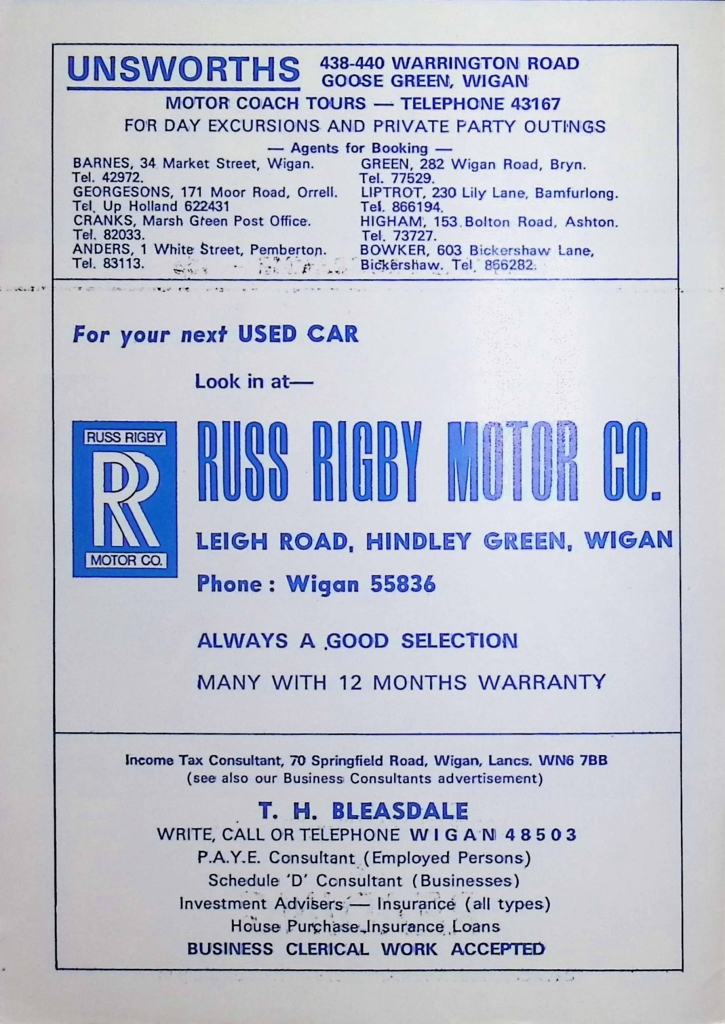 UNSWORTHS 438-440 WARRINGTON ROAD
GOOSE GREEN, WIGAN
MOTOR COACH TOURS — TELEPHONE 43167
FOR DAY EXCURSIONS AND PRIVATE PARTY OUTINGS
— Agents for Booking —
BARNES, 34 Market Street, Wigan.
Tel. 42972.
GEORGESONS, 171 Moor Road, Orrell.
Tel. Up Holland 622431
CRANKS, Marsh Green Post Office.
Tel. 82033.
ANDERS, 1 White Street, Pemberton.
Tel. 83113.
GREEN, 282 Wigan Road, Bryn.
Tel. 77529.
LIPTROT, 230 Lily Lane, Bamfurlong.
Tel. 866194.
HIGHAM, 153 Bolton Road, Ashton.
Tel. 73727.
BOWKER, 603 Bickershaw Lane,
Bickershaw. Tel. 866282.
For your next USED CAR
Look in at—
RUSS RIGBY
RR
MOTOR CO.
RUSS RIGBY MOTOR CO.
LEIGH ROAD, HINDLEY GREEN, WIGAN
Phone : Wigan 55836
ALWAYS A GOOD SELECTION
MANY WITH 12 MONTHS WARRANTY
Income Tax Consultant, 70 Springfield Road, Wigan, Lancs. WN6 7BB
(see also our Business Consultants advertisement)
T. H. BLEASDALE
WRITE, CALL OR TELEPHONE WIGAN 48503
P.A.Y.E. Consultant (Employed Persons)
Schedule 'D' Consultant (Businesses)
Investment Advisers — Insurance (all types)
House Purchase Insurance Loans
BUSINESS CLERICAL WORK ACCEPTED